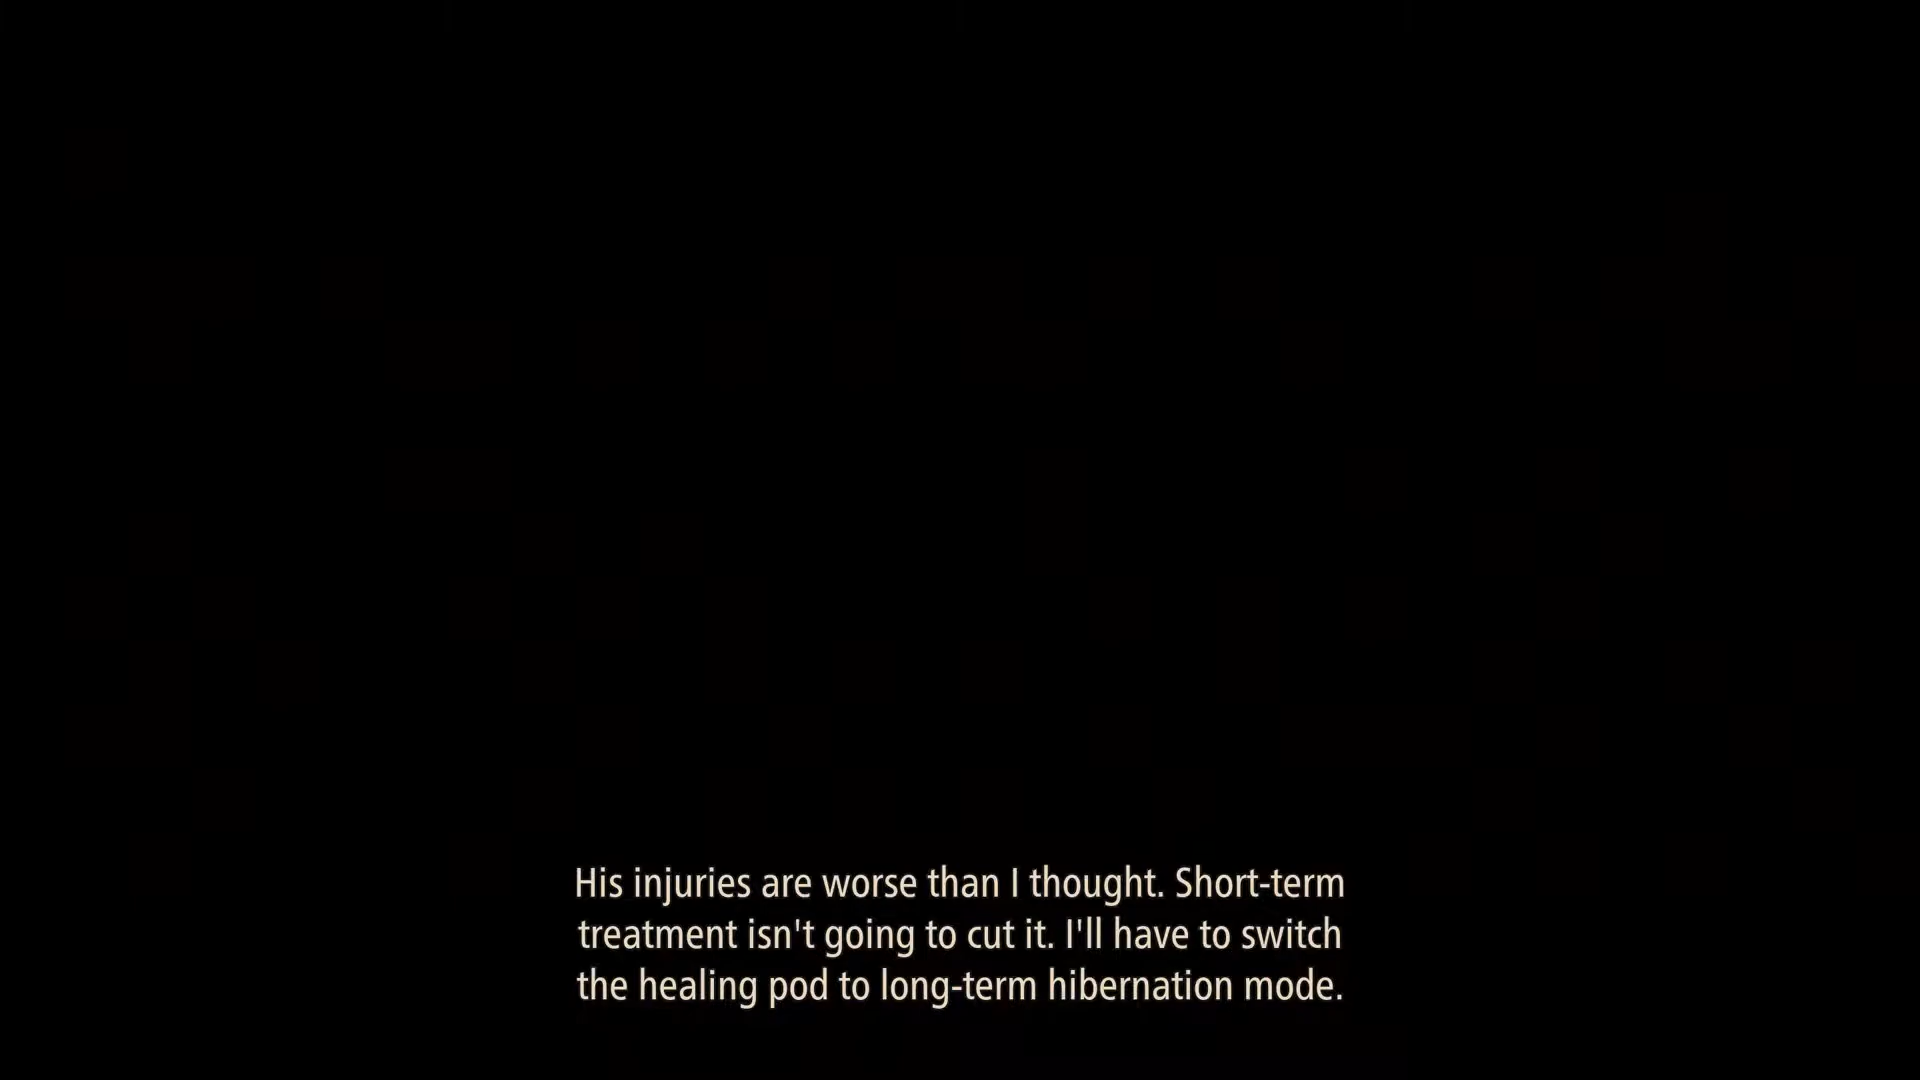 His injuries are worse than I thought. Short-term
treatment isn't going to cut it. I'll have to switch
the healing pod to long-term hibernation mode.